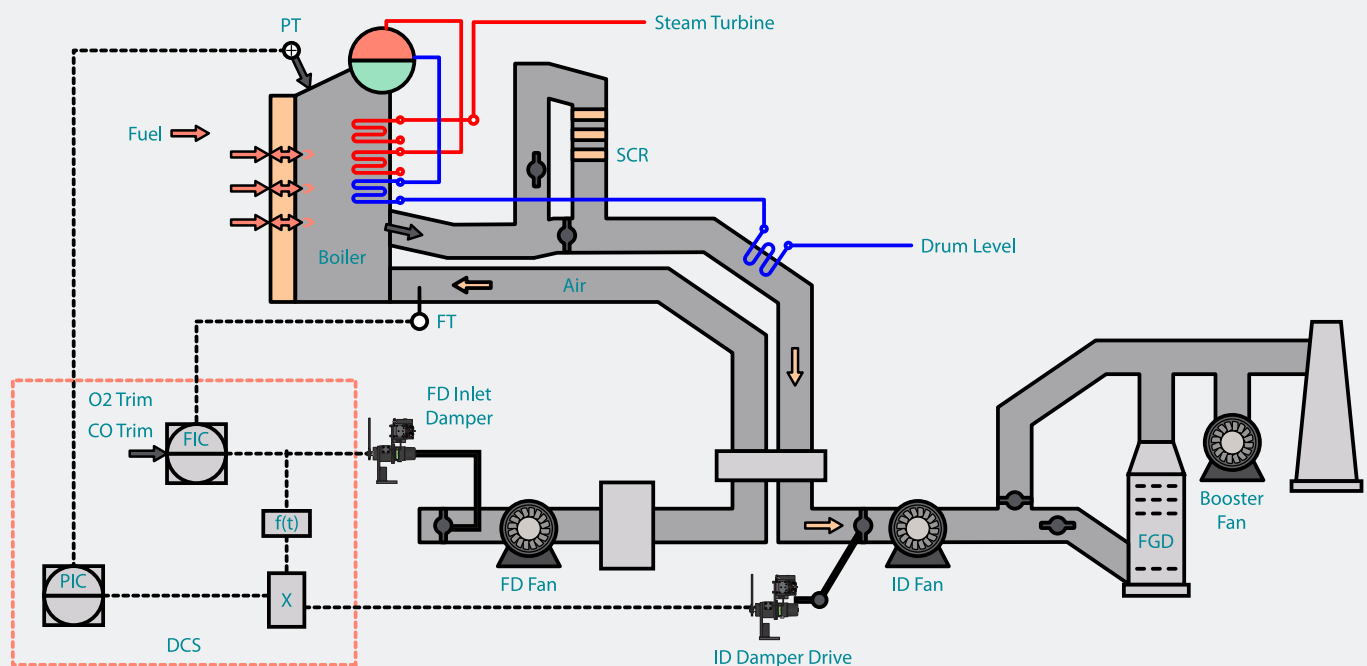 Steam Turbine
PT
Fuel
SCR
Boiler
Drum Level
Air
FT
O2 Trim
CO Trim
FIC
FD Inlet
Damper
f(t)
Booster
Fan
FGD
PIC
X
FD Fan
ID Fan
DCS
ID Damper Drive